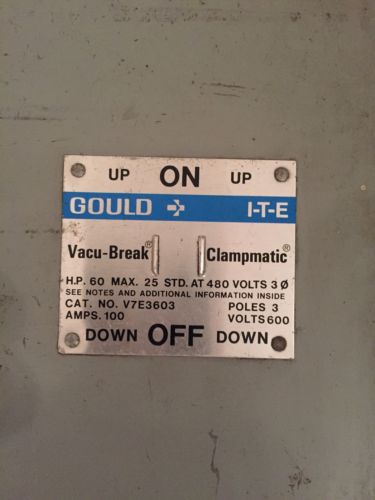 UP ON UP
GOULD I-T-E
Vacu-Break® Clampmatic®
H.P. 60 MAX. 25 STD. AT 480 VOLTS 3 Ø
SEE NOTES AND ADDITIONAL INFORMATION INSIDE
CAT. NO. V7E3603 POLES 3
AMPS. 100 VOLTS 600
DOWN OFF DOWN